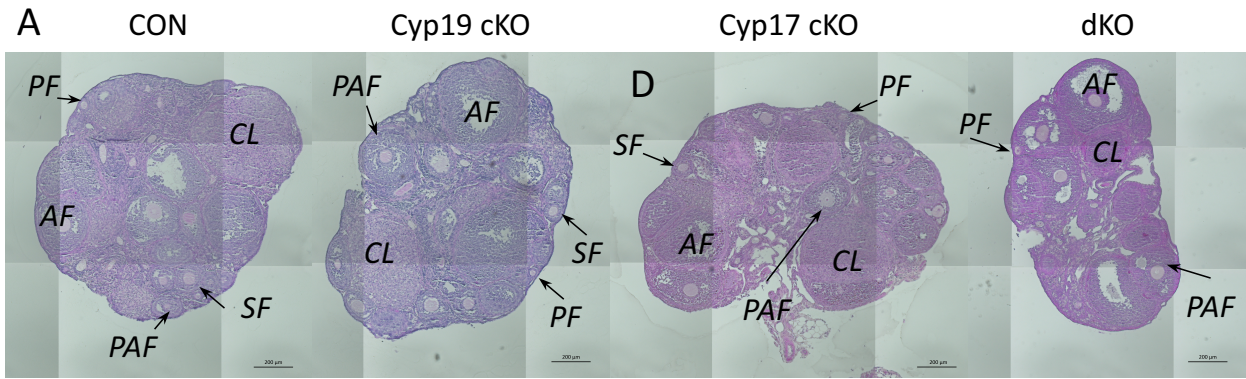 A
CON
Cyp19 cKO
Cyp17 cKO
dKO
D
PF
CL
AF
SF
PAF
200 µm
PAF
AF
CL
SF
PF
200 µm
PF
SF
AF
CL
PAF
200 µm
AF
PF
CL
PAF
200 µm